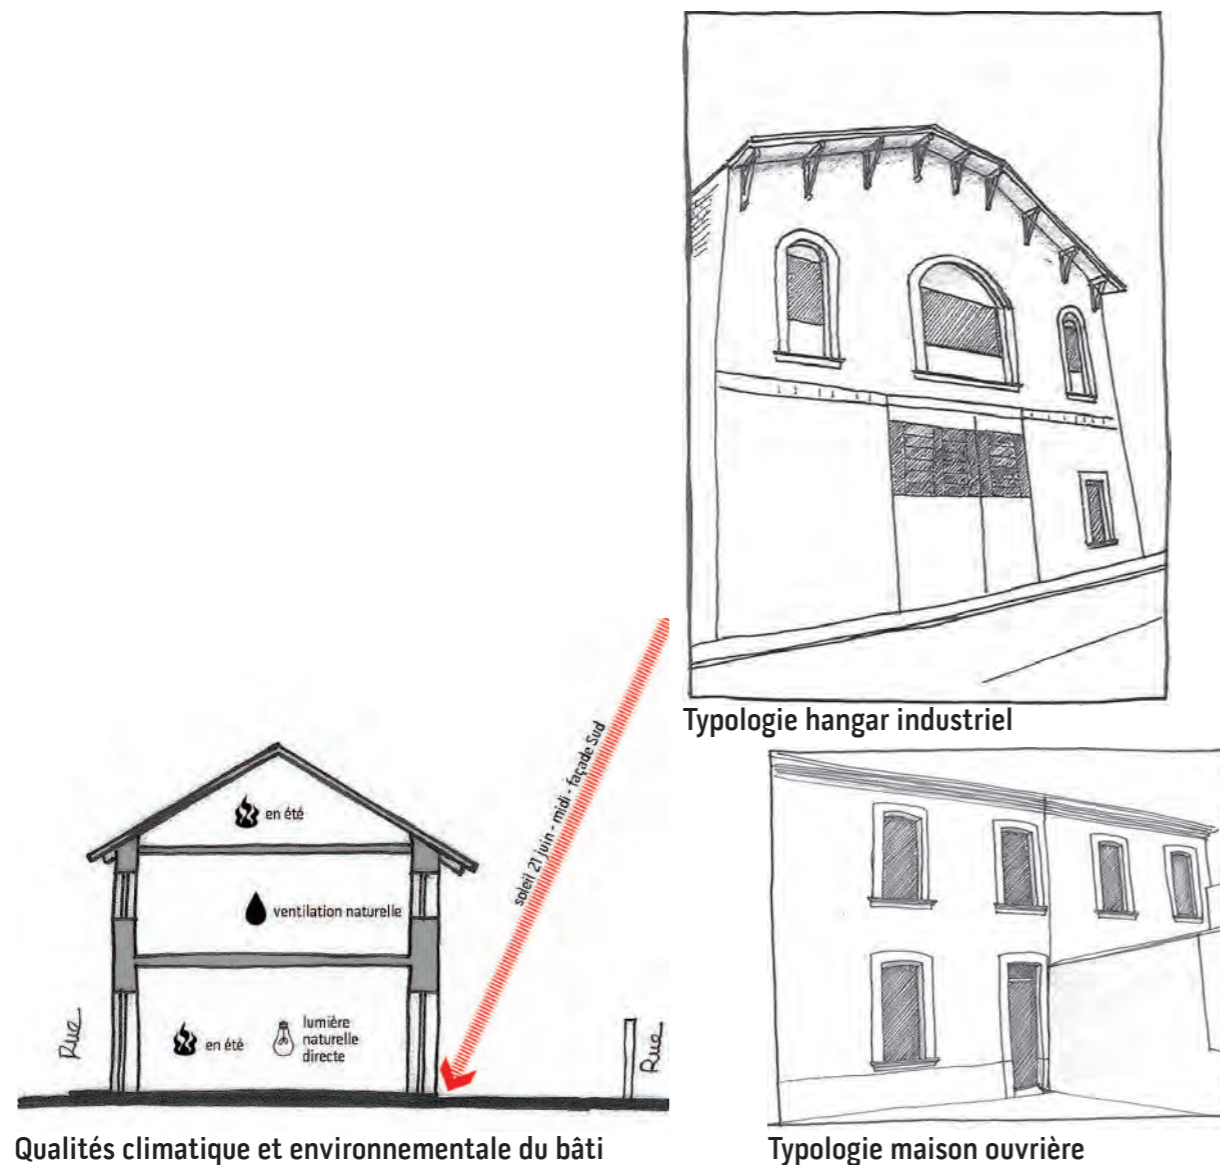 Typologie hangar industriel
soleil 21 juin - midi - façade Sud
en été
ventilation naturelle
Rue
en été
lumière
naturelle
directe
Rue
Qualités climatique et environnementale du bâti
Typologie maison ouvrière